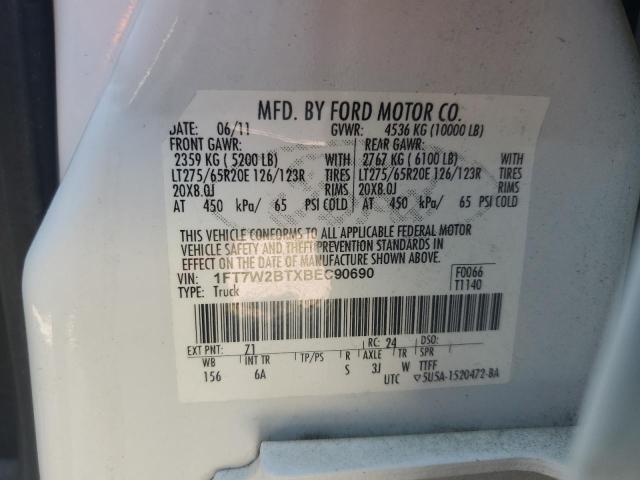 MFD. BY FORD MOTOR CO.
DATE: 06/11 GVWR: 4536 KG (10000 LB)
FRONT GAWR: REAR GAWR:
2359 KG ( 5200 LB) WITH 2767 KG ( 6100 LB) WITH
LT275/65R20E 126/123R TIRES LT275/65R20E 126/123R TIRES
20X8.0J RIMS 20X8.0J RIMS
AT 450 kPa/ 65 PSI COLD AT 450 kPa/ 65 PSI COLD
THIS VEHICLE CONFORMS TO ALL APPLICABLE FEDERAL MOTOR
VEHICLE SAFETY AND THEFT PREVENTION STANDARDS IN
EFFECT ON THE DATE OF MANUFACTURE SHOWN ABOVE.
VIN: 1FT7W2BTXBEC90690 F0066
TYPE: Truck T1140
EXT PNT: Z1 RC: 24 DSO:
WB INT TR TP/PS R AXLE TR SPR
156 6A S 3J W TTFF
UTC ▽5U5A-1520472-BA